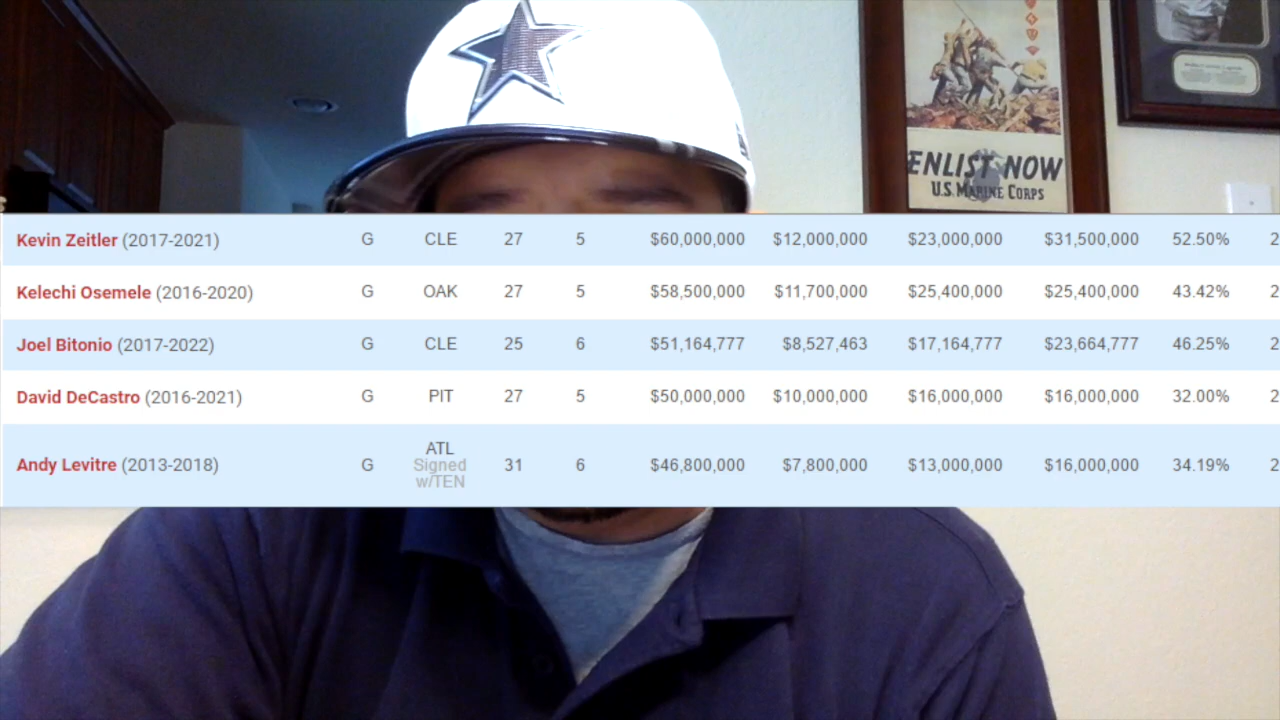 ENLIST NOW
U.S. MARINE CORPS
Kevin Zeitler (2017-2021) G CLE 27 5 $60,000,000 $12,000,000 $23,000,000 $31,500,000 52.50% 2
Kelechi Osemele (2016-2020) G OAK 27 5 $58,500,000 $11,700,000 $25,400,000 $25,400,000 43.42% 2
Joel Bitonio (2017-2022) G CLE 25 6 $51,164,777 $8,527,463 $17,164,777 $23,664,777 46.25% 2
David DeCastro (2016-2021) G PIT 27 5 $50,000,000 $10,000,000 $16,000,000 $16,000,000 32.00% 2
Andy Levitre (2013-2018) G ATL Signed w/TEN 31 6 $46,800,000 $7,800,000 $13,000,000 $16,000,000 34.19% 2